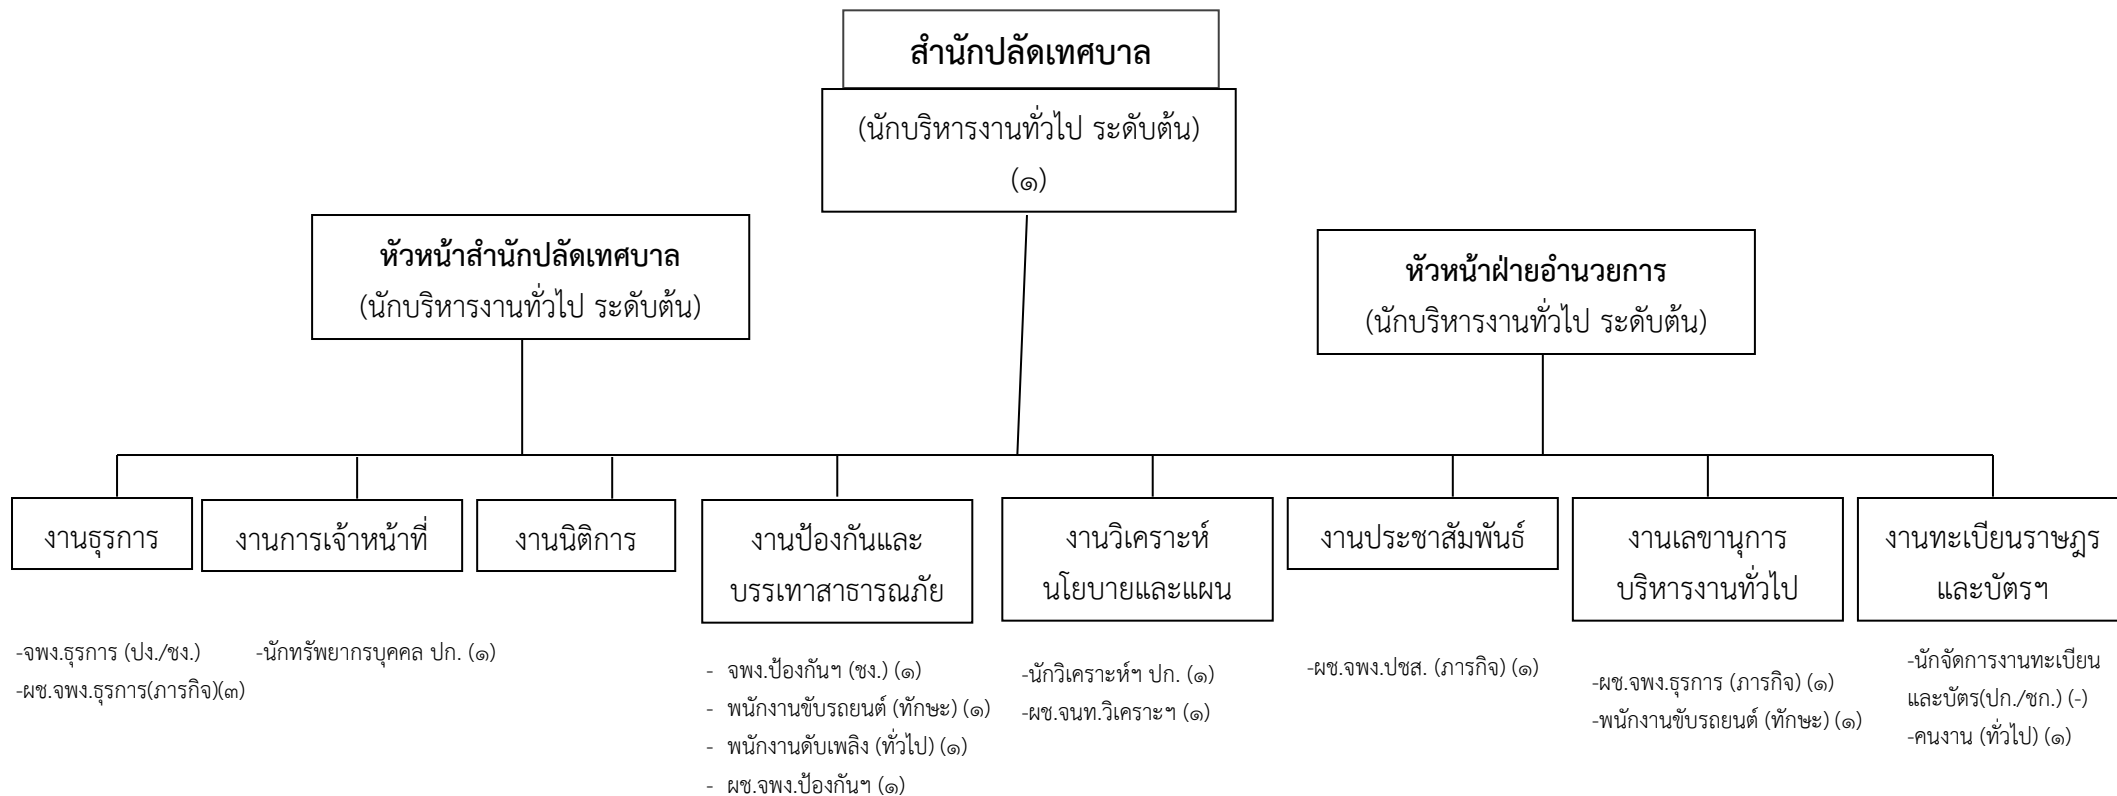 สำนักปลัดเทศบาล
(นักบริหารงานทั่วไป ระดับต้น)
(๑)
หัวหน้าสำนักปลัดเทศบาล
(นักบริหารงานทั่วไป ระดับต้น)
หัวหน้าฝ่ายอำนวยการ
(นักบริหารงานทั่วไป ระดับต้น)
งานธุรการ
งานการเจ้าหน้าที่
งานนิติการ
งานป้องกันและ
บรรเทาสาธารณภัย
งานวิเคราะห์
นโยบายและแผน
งานประชาสัมพันธ์
งานเลขานุการ
บริหารงานทั่วไป
งานทะเบียนราษฎร
และบัตรฯ
-จพง.ธุรการ (ปง./ชง.)
-ผช.จพง.ธุรการ(ภารกิจ)(๓)
-นักทรัพยากรบุคคล ปก. (๑)
- จพง.ป้องกันฯ (ชง.) (๑)
- พนักงานขับรถยนต์ (ทักษะ) (๑)
- พนักงานดับเพลิง (ทั่วไป) (๑)
- ผช.จพง.ป้องกันฯ (๑)
-นักวิเคราะห์ฯ ปก. (๑)
-ผช.จนท.วิเคราะฯ (๑)
-ผช.จพง.ปชส. (ภารกิจ) (๑)
-ผช.จพง.ธุรการ (ภารกิจ) (๑)
-พนักงานขับรถยนต์ (ทักษะ) (๑)
-นักจัดการงานทะเบียน
และบัตร(ปก./ชก.) (-)
-คนงาน (ทั่วไป) (๑)